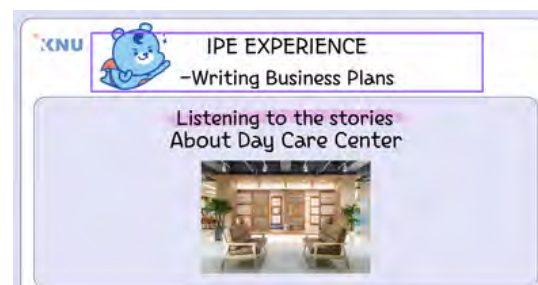 KNU
IPE EXPERIENCE
-Writing Business Plans
Listening to the stories
About Day Care Center